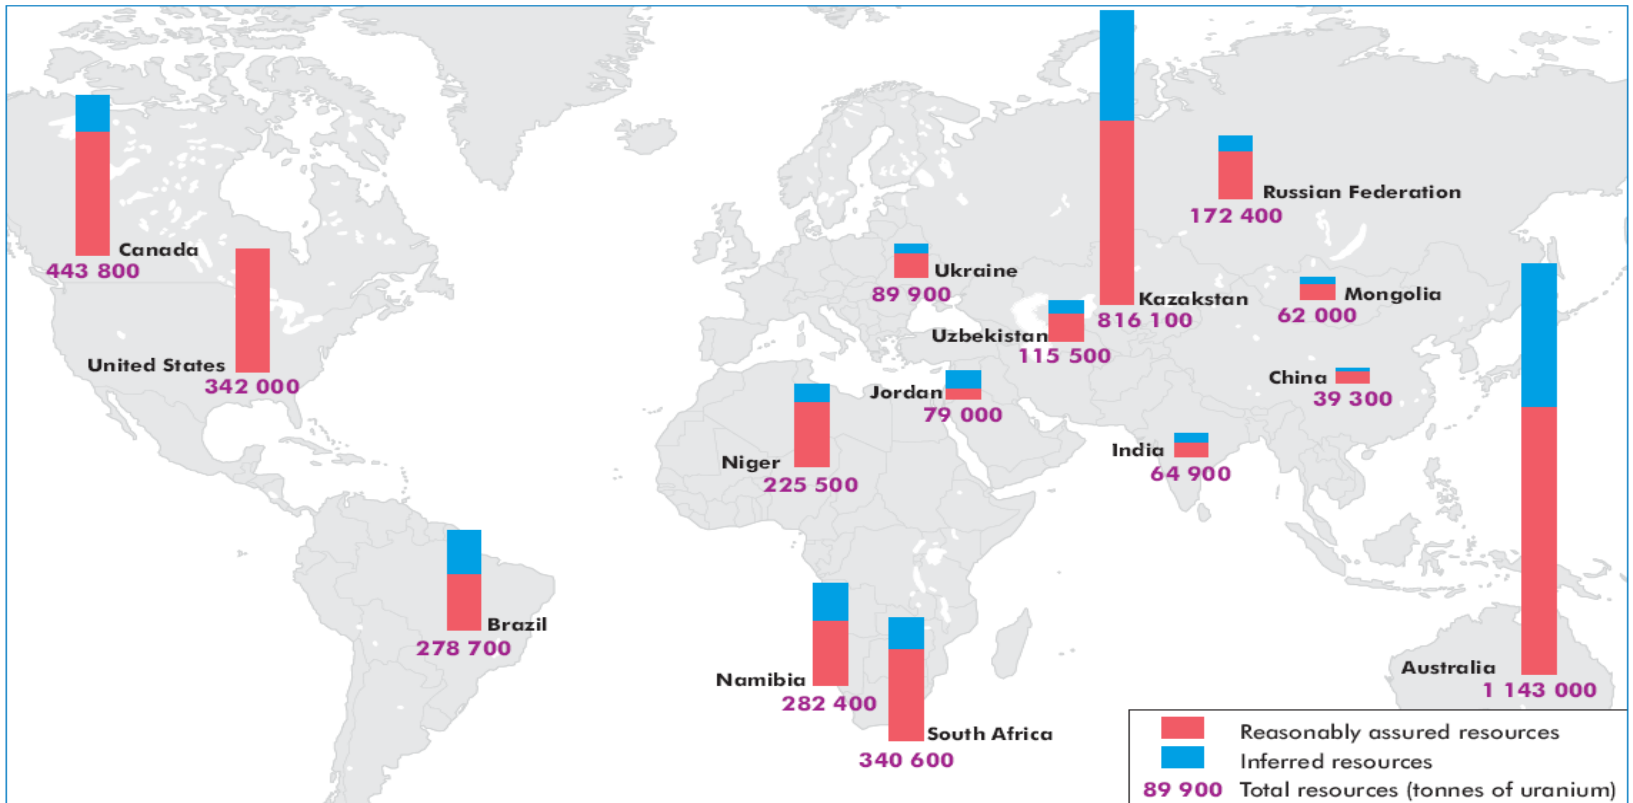 Canada
443 800
United States
342 000
Brazil
278 700
Niger
225 500
Namibia
282 400
South Africa
340 600
Ukraine
89 900
Jordan
79 000
Uzbekistan
115 500
Kazakstan
816 100
Russian Federation
172 400
Mongolia
62 000
China
39 300
India
64 900
Australia
1 143 000
Reasonably assured resources
Inferred resources
89 900 Total resources (tonnes of uranium)